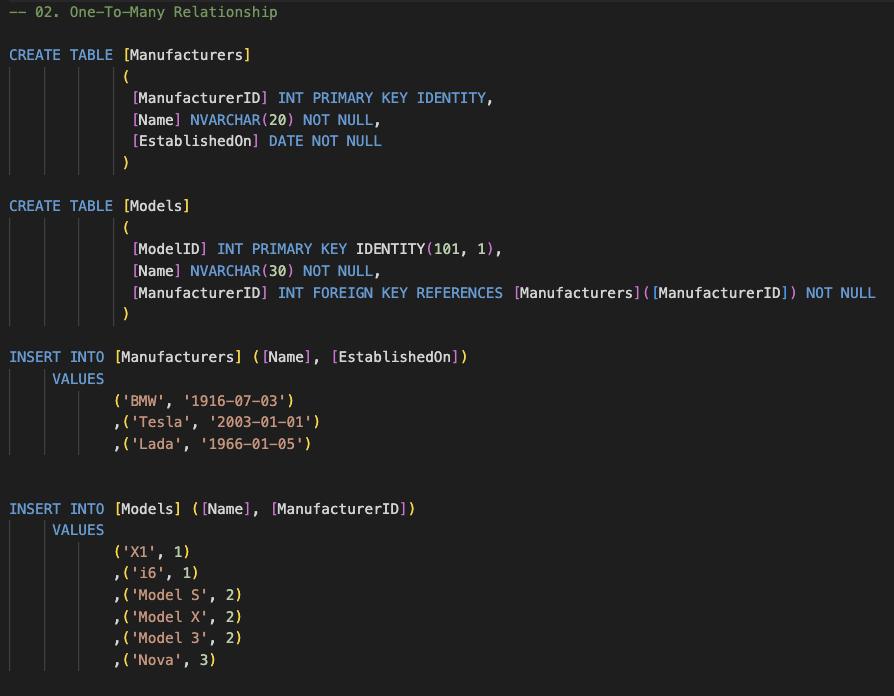 -- 02. One-To-Many Relationship
CREATE TABLE [Manufacturers]
(
[ManufacturerID] INT PRIMARY KEY IDENTITY,
[Name] NVARCHAR(20) NOT NULL,
[EstablishedOn] DATE NOT NULL
)
CREATE TABLE [Models]
(
[ModelID] INT PRIMARY KEY IDENTITY(101, 1),
[Name] NVARCHAR(30) NOT NULL,
[ManufacturerID] INT FOREIGN KEY REFERENCES [Manufacturers]([ManufacturerID]) NOT NULL
)
INSERT INTO [Manufacturers] ([Name], [EstablishedOn])
VALUES
('BMW', '1916-07-03')
,('Tesla', '2003-01-01')
,('Lada', '1966-01-05')
INSERT INTO [Models] ([Name], [ManufacturerID])
VALUES
('X1', 1)
,('i6', 1)
,('Model S', 2)
,('Model X', 2)
,('Model 3', 2)
,('Nova', 3)